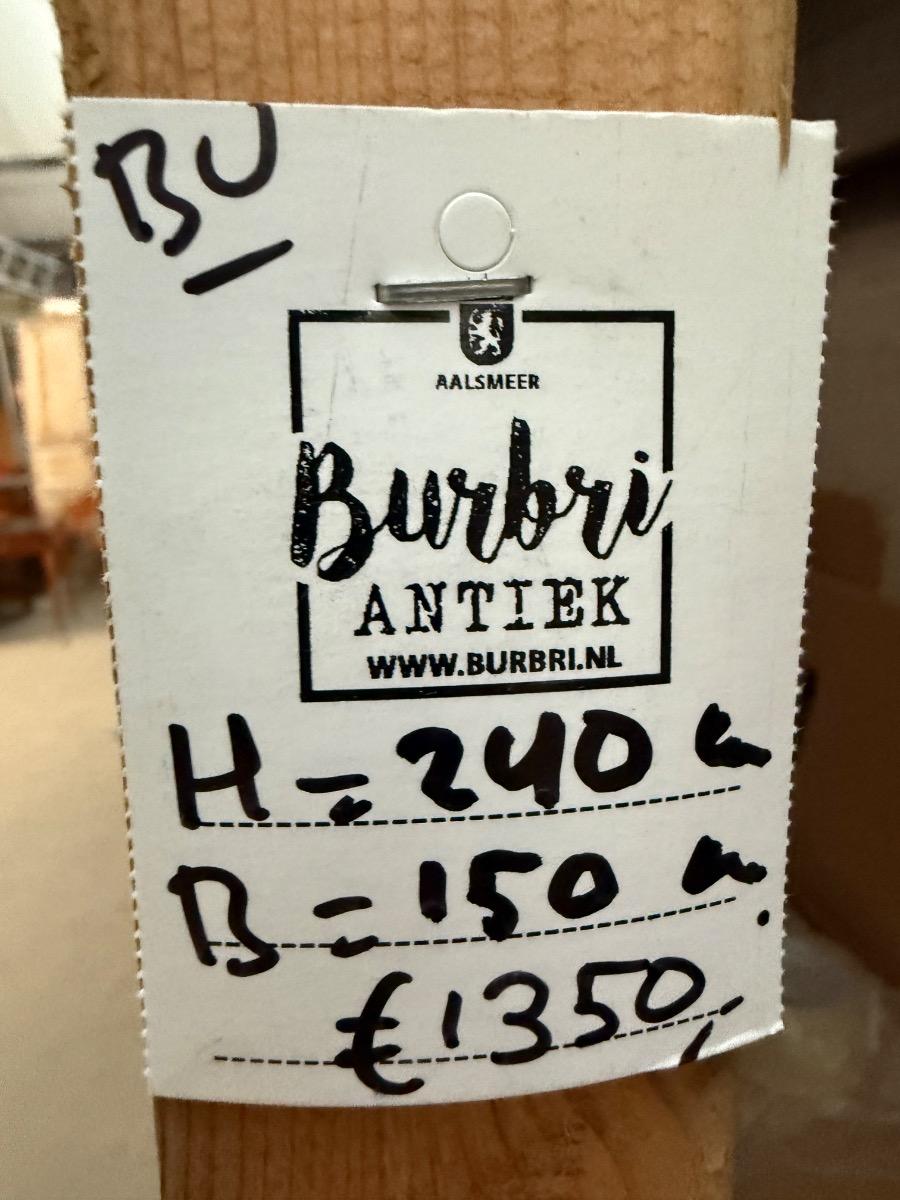 BU
AALSMEER
Burbri
ANTIEK
WWW.BURBRI.NL
H = 240 cm
B = 150 cm.
€1350,-